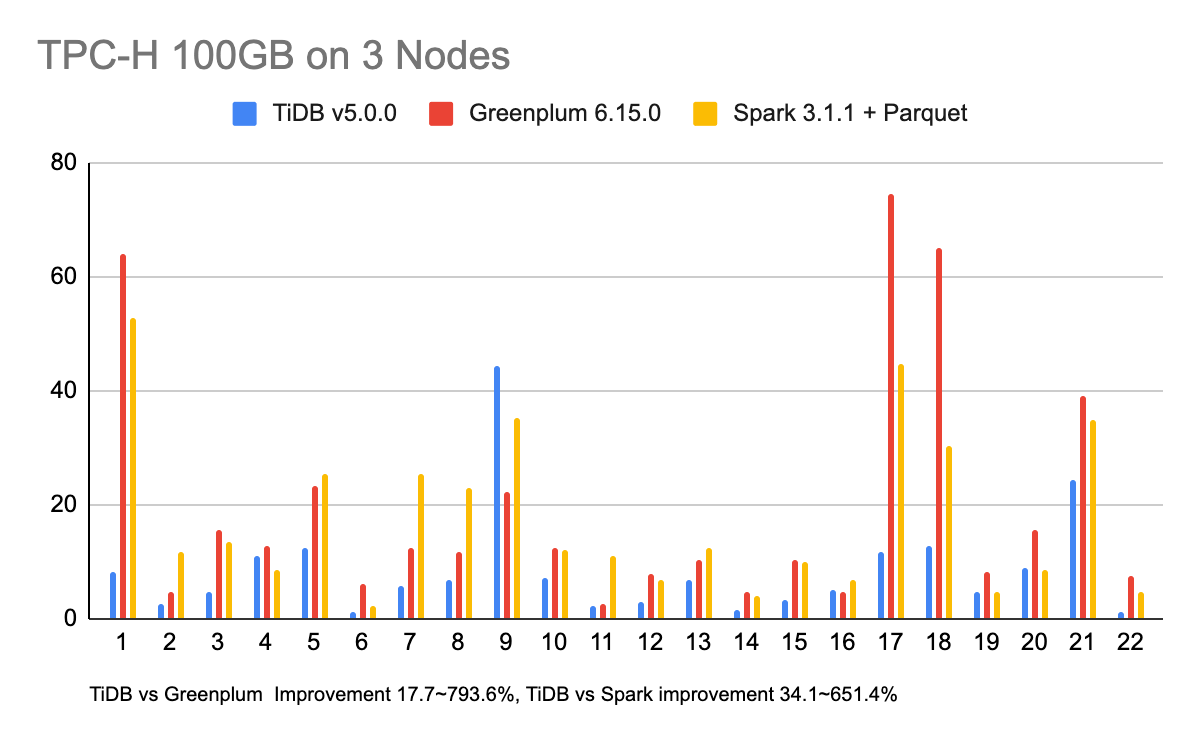 TPC-H 100GB on 3 Nodes
TiDB v5.0.0 Greenplum 6.15.0 Spark 3.1.1 + Parquet
80
60
40
20
0
1 2 3 4 5 6 7 8 9 10 11 12 13 14 15 16 17 18 19 20 21 22
TiDB vs Greenplum  Improvement 17.7~793.6%, TiDB vs Spark improvement 34.1~651.4%